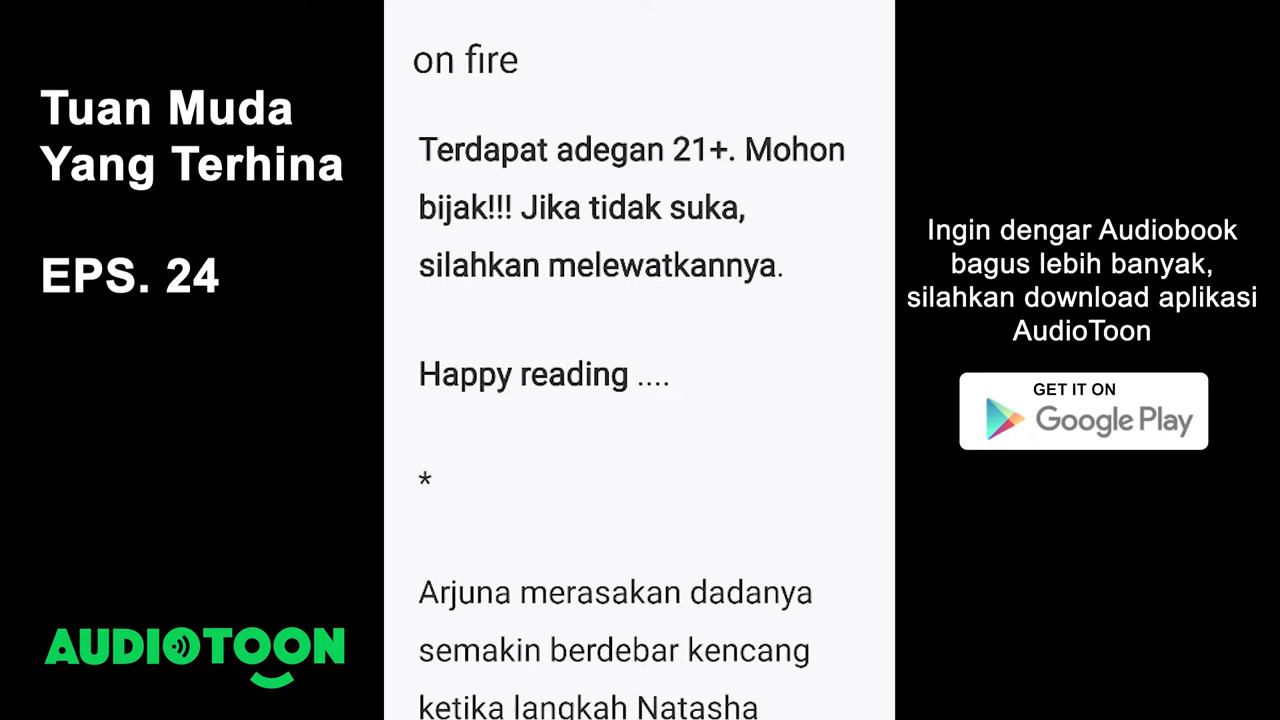 Tuan Muda
Yang Terhina
EPS. 24
AUDIOTOON
on fire
Terdapat adegan 21+. Mohon
bijak!!! Jika tidak suka,
silahkan melewatkannya.
Happy reading ....
*
Arjuna merasakan dadanya
semakin berdebar kencang
ketika langkah Natasha
Ingin dengar Audiobook
bagus lebih banyak,
silahkan download aplikasi
AudioToon
GET IT ON
Google Play